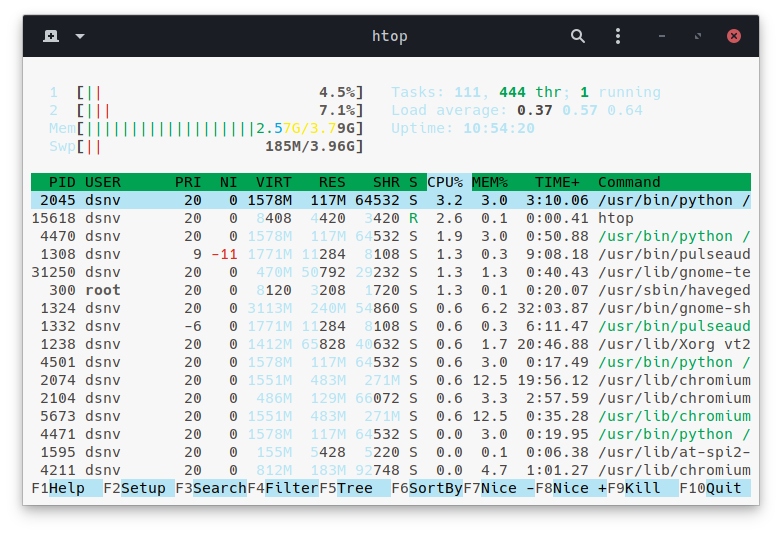 htop
1 [|| 4.5%] Tasks: 111, 444 thr; 1 running
2 [||| 7.1%] Load average: 0.37 0.57 0.64
Mem[|||||||||||||||||||2.57G/3.79G] Uptime: 10:54:20
Swp[|| 185M/3.96G]
PID USER PRI NI VIRT RES SHR S CPU% MEM% TIME+ Command
2045 dsnv 20 0 1578M 117M 64532 S 3.2 3.0 3:10.06 /usr/bin/python /
15618 dsnv 20 0 8408 4420 3420 R 2.6 0.1 0:00.41 htop
4470 dsnv 20 0 1578M 117M 64532 S 1.9 3.0 0:50.88 /usr/bin/python /
1308 dsnv 9 -11 1771M 11284 8108 S 1.3 0.3 9:08.18 /usr/bin/pulseaud
31250 dsnv 20 0 470M 50792 29232 S 1.3 1.3 0:40.43 /usr/lib/gnome-te
300 root 20 0 8120 3208 1720 S 1.3 0.1 0:20.07 /usr/sbin/haveged
1324 dsnv 20 0 3113M 240M 54860 S 0.6 6.2 32:03.87 /usr/bin/gnome-sh
1332 dsnv -6 0 1771M 11284 8108 S 0.6 0.3 6:11.47 /usr/bin/pulseaud
1238 dsnv 20 0 1412M 65828 40632 S 0.6 1.7 20:46.88 /usr/lib/Xorg vt2
4501 dsnv 20 0 1578M 117M 64532 S 0.6 3.0 0:17.49 /usr/bin/python /
2074 dsnv 20 0 1551M 483M 271M S 0.6 12.5 19:56.12 /usr/lib/chromium
2104 dsnv 20 0 486M 129M 66072 S 0.6 3.3 2:57.59 /usr/lib/chromium
5673 dsnv 20 0 1551M 483M 271M S 0.6 12.5 0:35.28 /usr/lib/chromium
4471 dsnv 20 0 1578M 117M 64532 S 0.0 3.0 0:19.95 /usr/bin/python /
1595 dsnv 20 0 155M 5428 5220 S 0.0 0.1 0:06.38 /usr/lib/at-spi2-
4211 dsnv 20 0 812M 183M 92748 S 0.0 4.7 1:01.27 /usr/lib/chromium
F1Help F2Setup F3SearchF4FilterF5Tree F6SortByF7Nice -F8Nice +F9Kill F10Quit